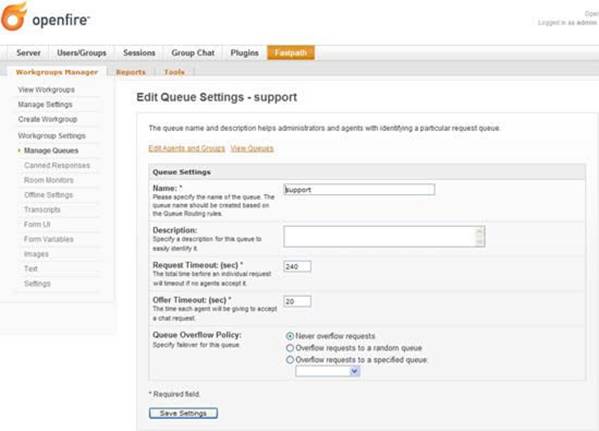 openfire™
Open
Logged in as admin
Server Users/Groups Sessions Group Chat Plugins Fastpath
Workgroups Manager Reports Tools
View Workgroups
Manage Settings
Create Workgroup
Workgroup Settings
Manage Queues
Canned Responses
Room Monitors
Offline Settings
Transcripts
Form UI
Form Variables
Images
Text
Settings
Edit Queue Settings - support
The queue name and description helps administrators and agents with identifying a particular request queue.
Edit Agents and Groups View Queues
Queue Settings
Name: *
Please specify the name of the queue. The
queue name should be created based on
the Queue Routing rules.
support
Description:
Specify a description for this queue to
easily identify it.
Request Timeout: (sec) *
The total time before an individual request
will timeout if no agents accept it.
240
Offer Timeout: (sec) *
The time each agent will be giving to accept
a chat request.
20
Queue Overflow Policy:
Specify failover for this queue.
Never overflow requests
Overflow requests to a random queue
Overflow requests to a specified queue:
* Required field.
Save Settings